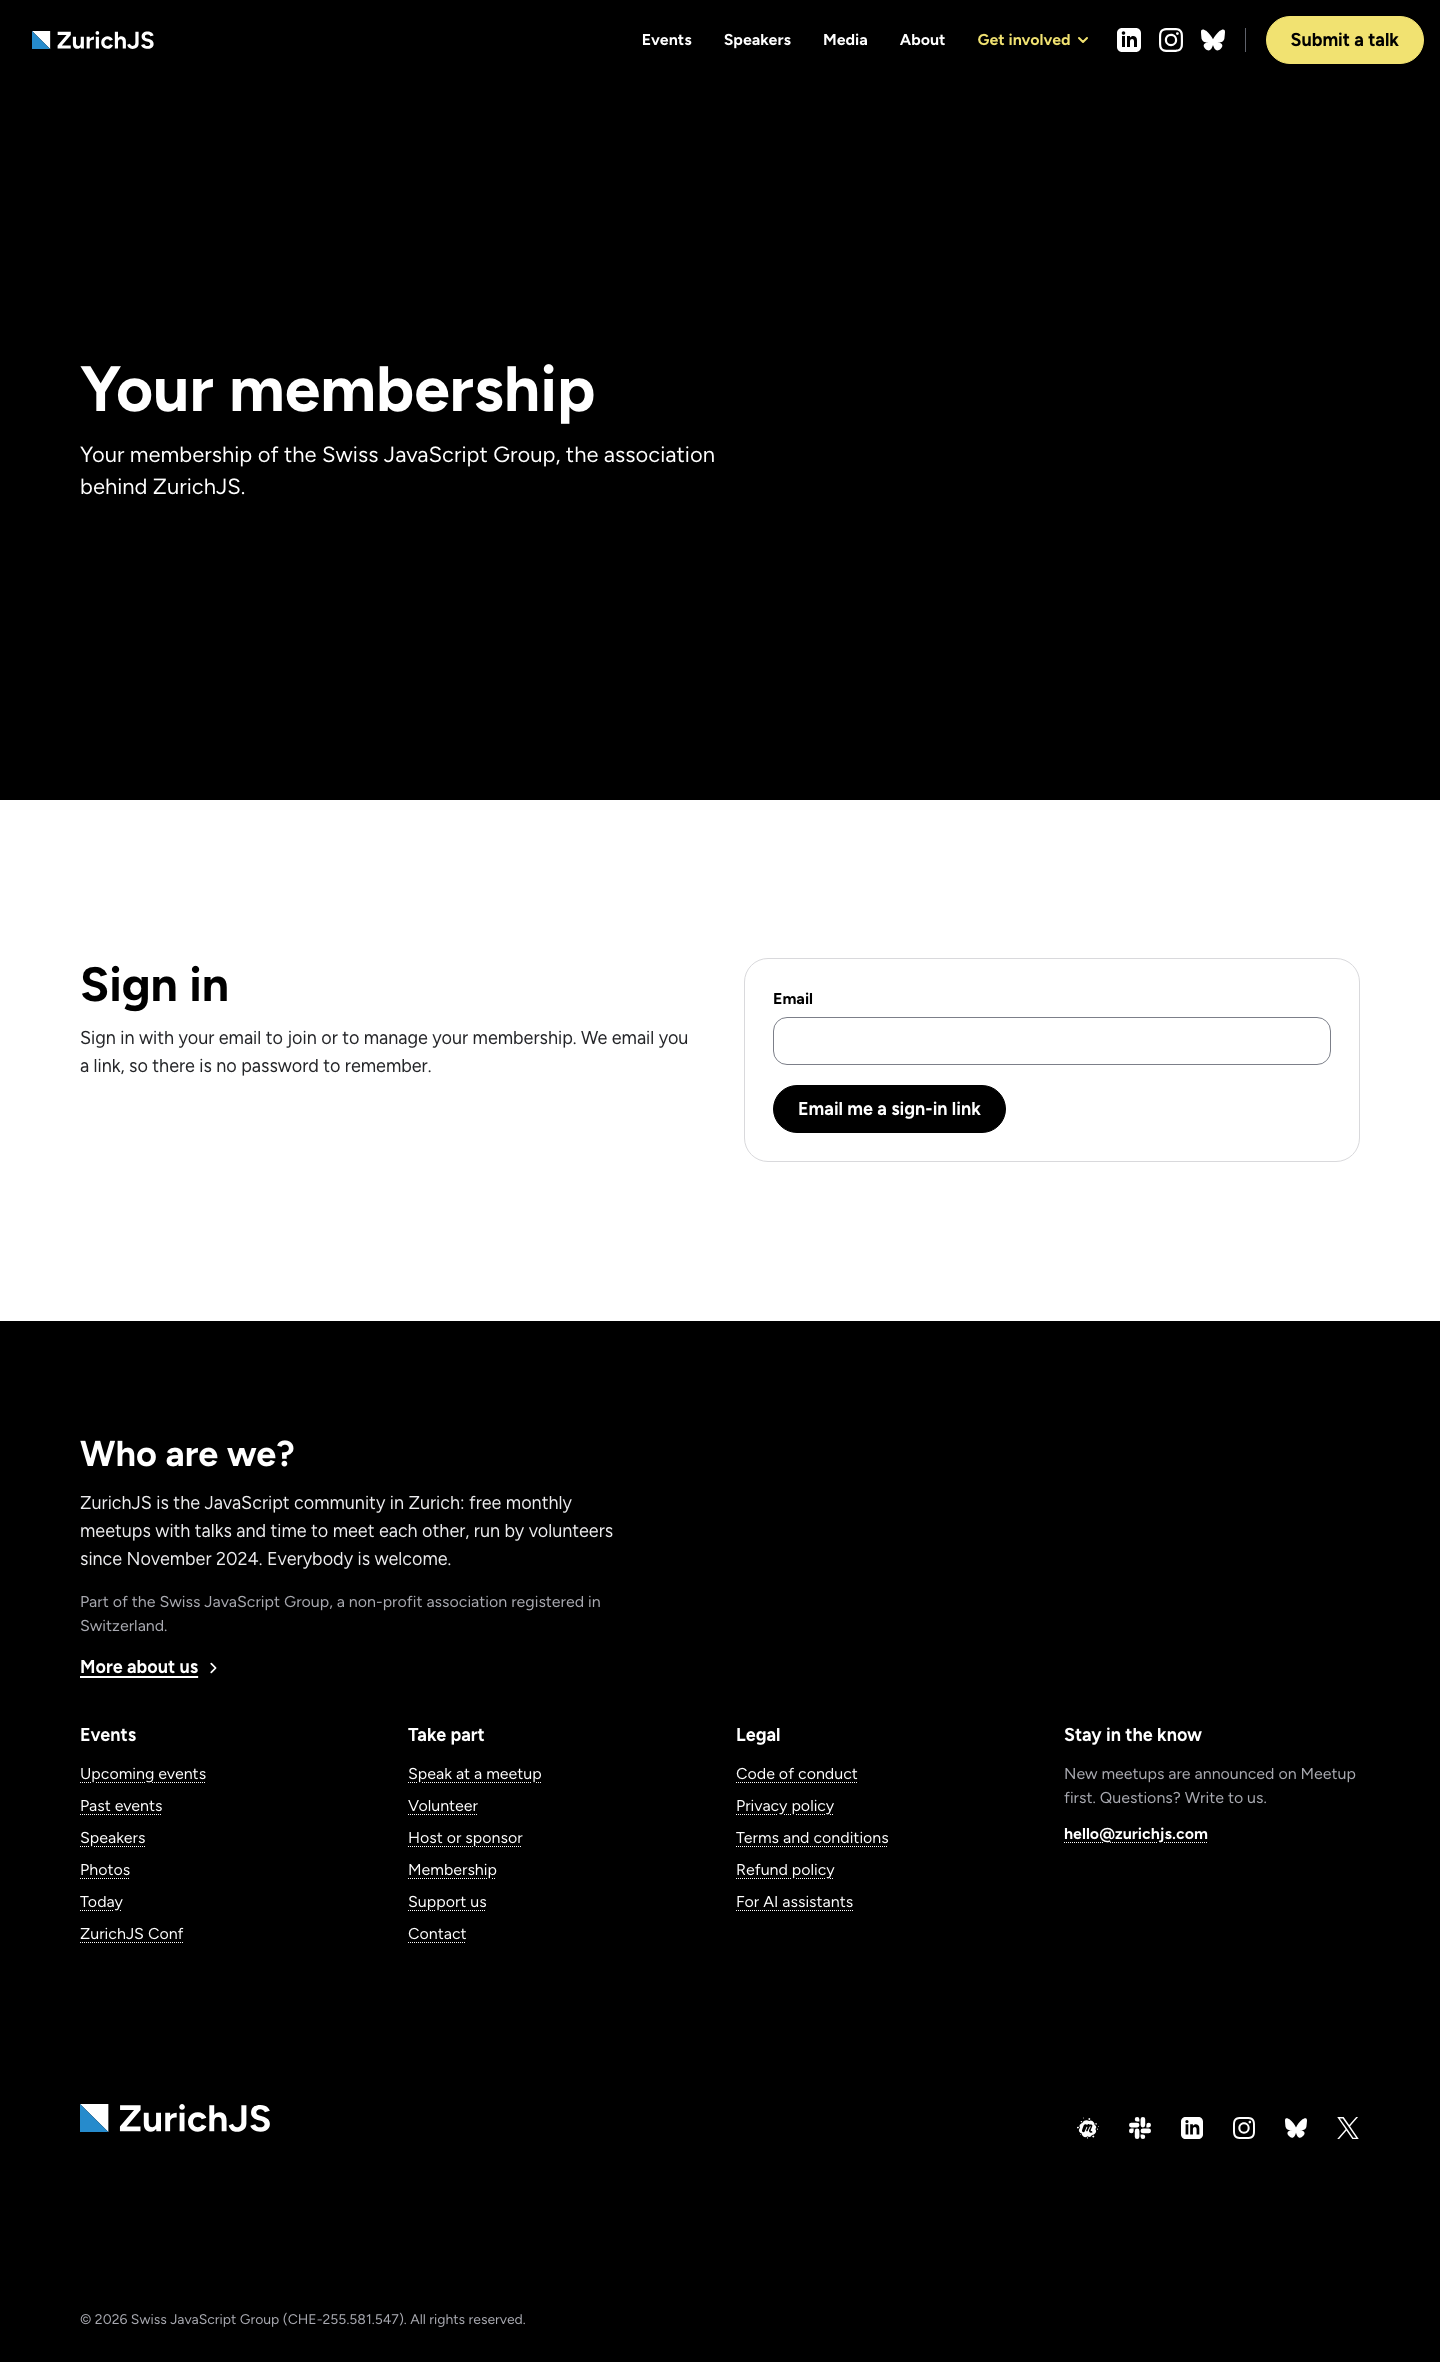 ZurichJS
Events
Speakers
Media
About
Get involved
Submit a talk
Your membership
Your membership of the Swiss JavaScript Group, the association
behind ZurichJS.
Sign in
Sign in with your email to join or to manage your membership. We email you
a link, so there is no password to remember.
Email
Email me a sign-in link
Who are we?
ZurichJS is the JavaScript community in Zurich: free monthly
meetups with talks and time to meet each other, run by volunteers
since November 2024. Everybody is welcome.
Part of the Swiss JavaScript Group, a non-profit association registered in
Switzerland.
More about us
Events
Upcoming events
Past events
Speakers
Photos
Today
ZurichJS Conf
Take part
Speak at a meetup
Volunteer
Host or sponsor
Membership
Support us
Contact
Legal
Code of conduct
Privacy policy
Terms and conditions
Refund policy
For AI assistants
Stay in the know
New meetups are announced on Meetup
first. Questions? Write to us.
hello@zurichjs.com
ZurichJS
© 2026 Swiss JavaScript Group (CHE-255.581.547). All rights reserved.